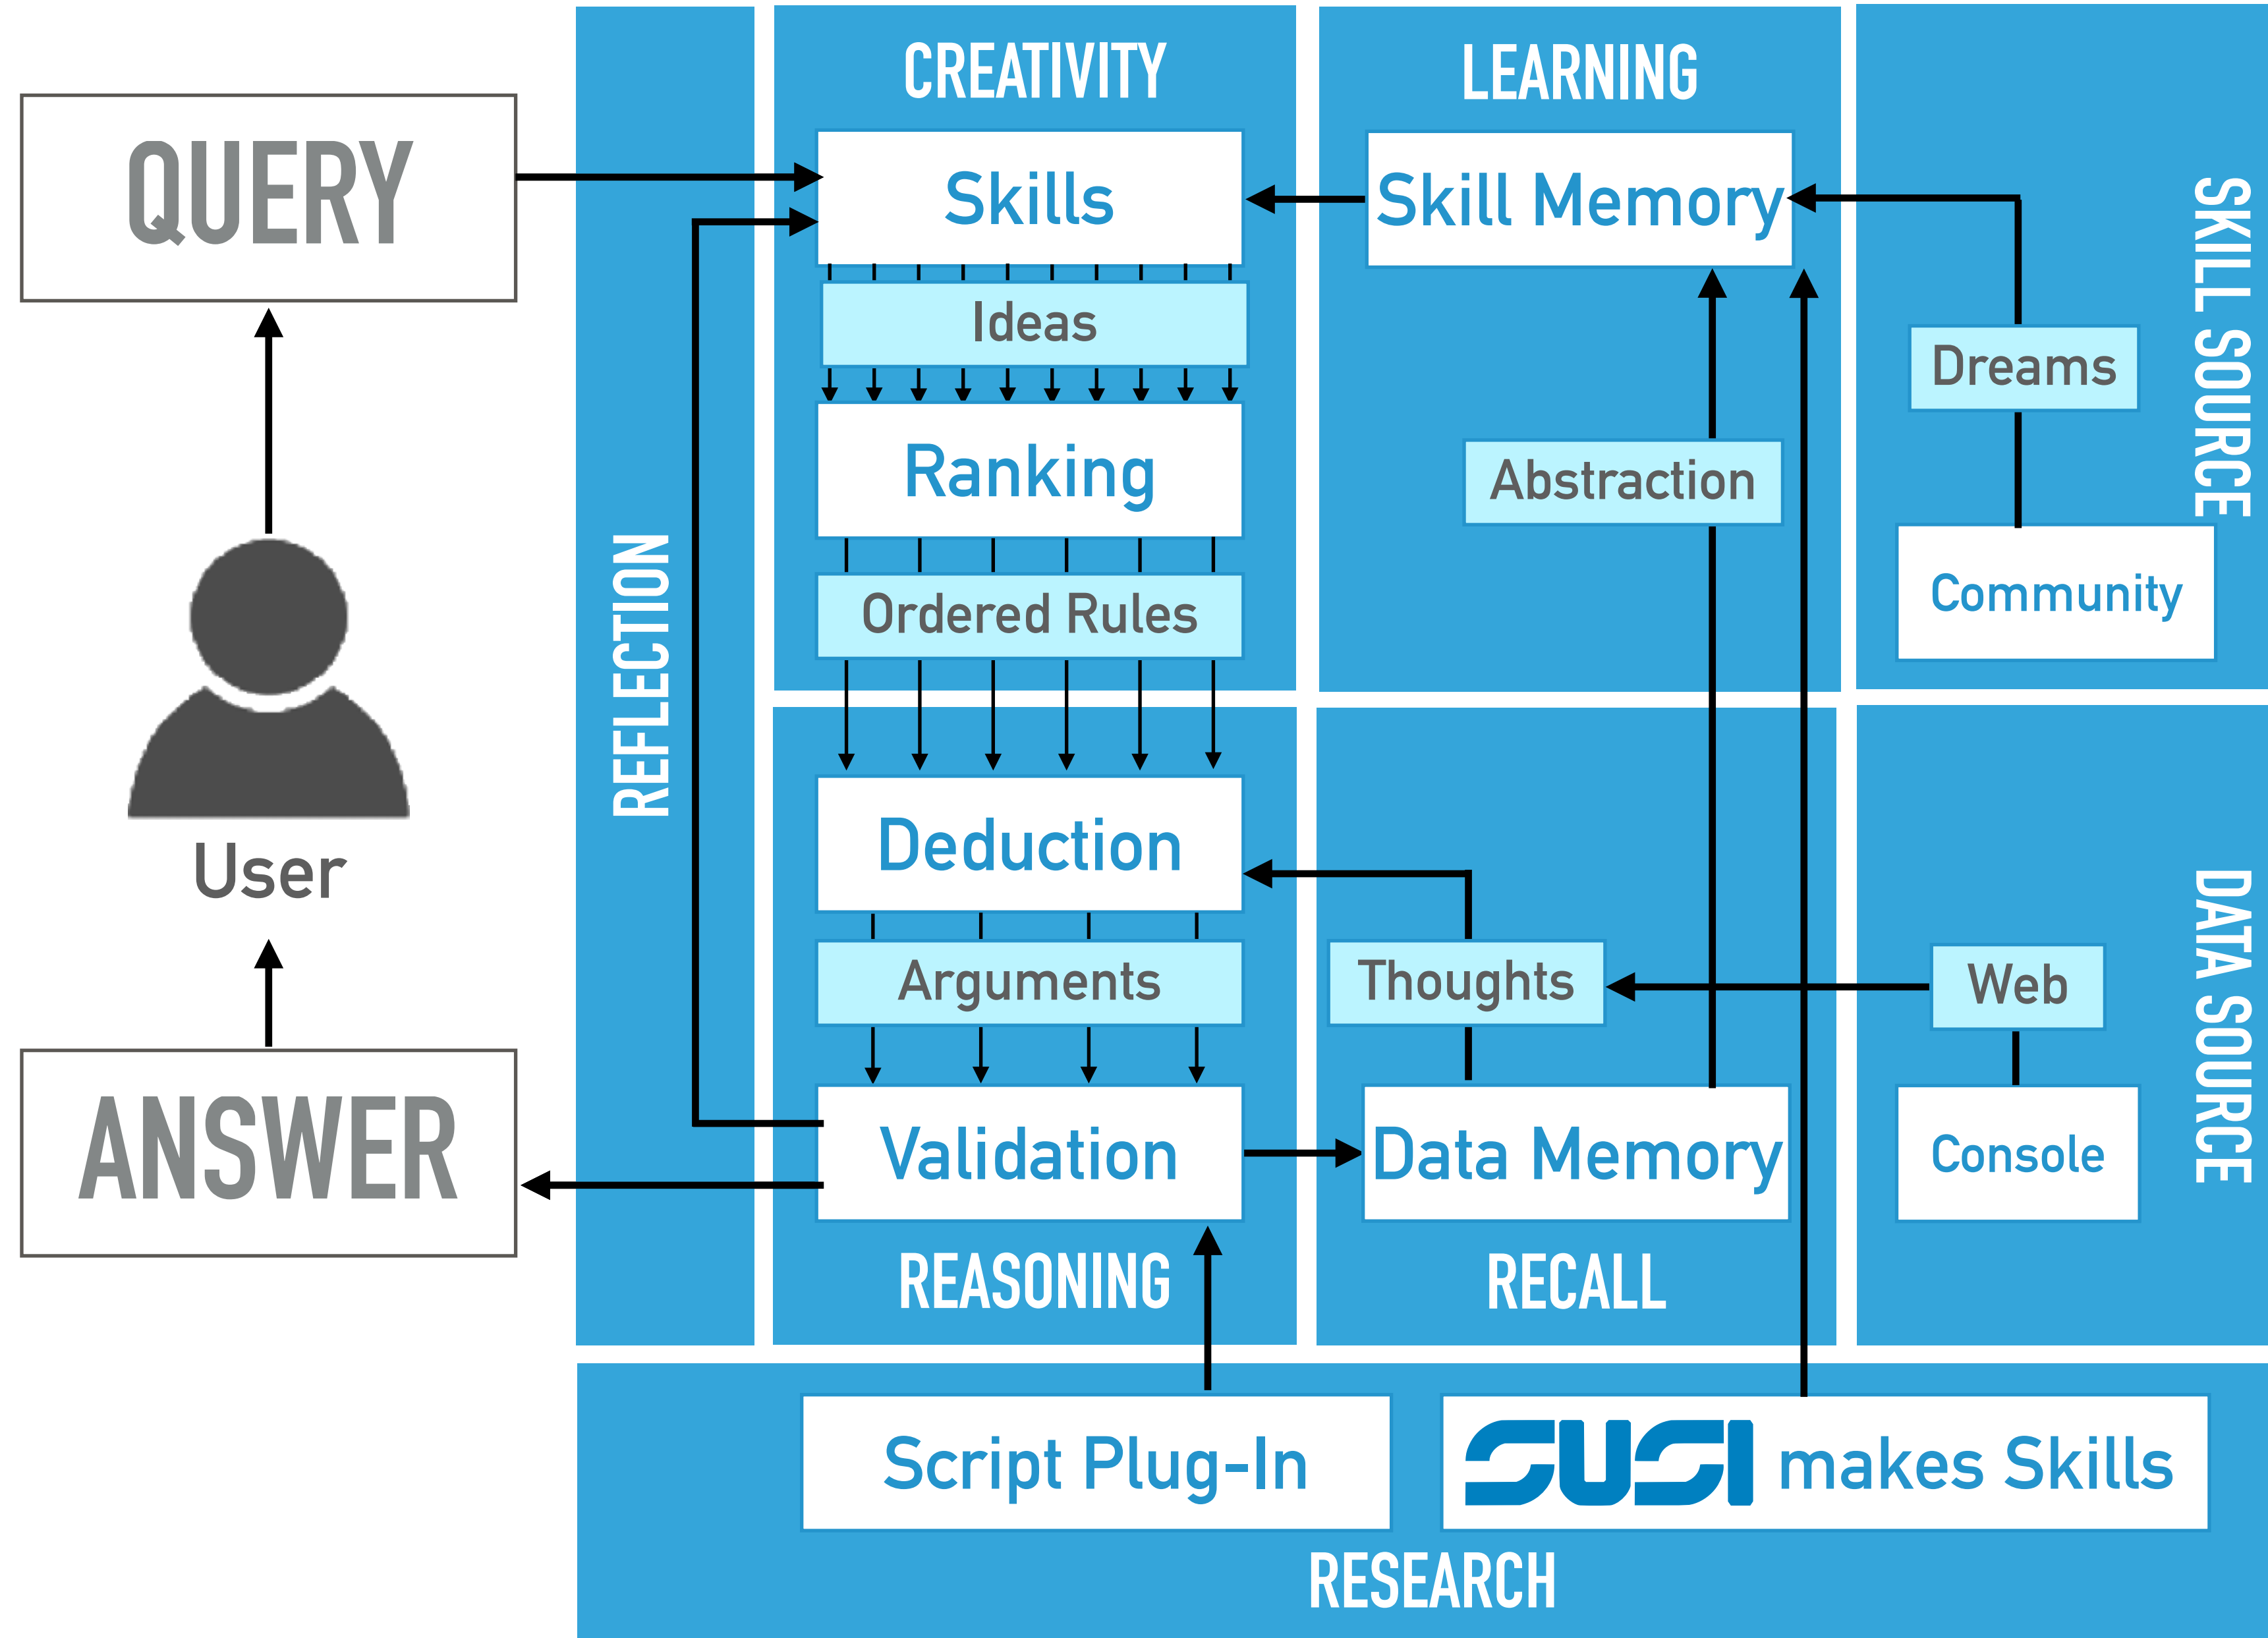 QUERY
User
ANSWER
REFLECTION
CREATIVITY
Skills
Ideas
Ranking
Ordered Rules
Deduction
Arguments
Validation
REASONING
LEARNING
Skill Memory
Abstraction
Thoughts
Data Memory
RECALL
SKILL SOURCE
Dreams
Community
DATA SOURCE
Web
Console
Script Plug-In
SUSI makes Skills
RESEARCH